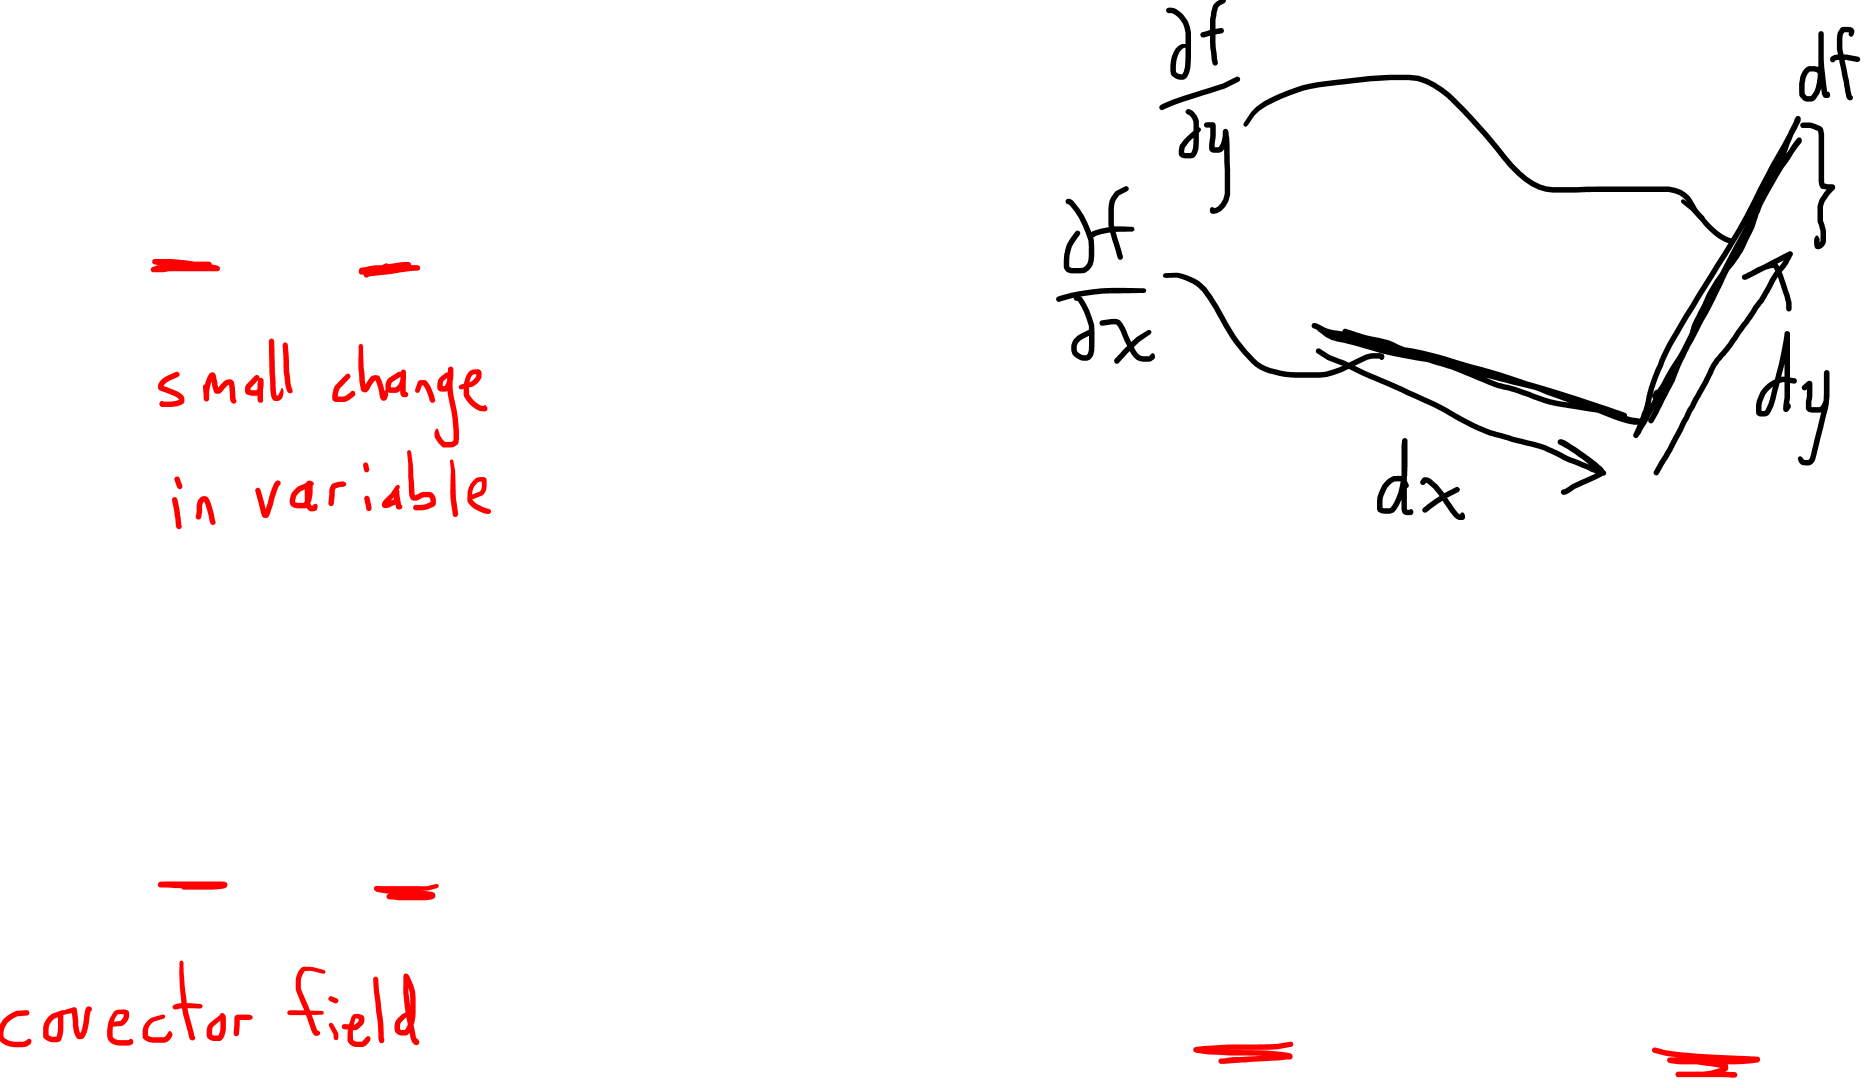 ∂f
∂y
df
∂f
∂x
dy
dx
small change
in variable
covector field